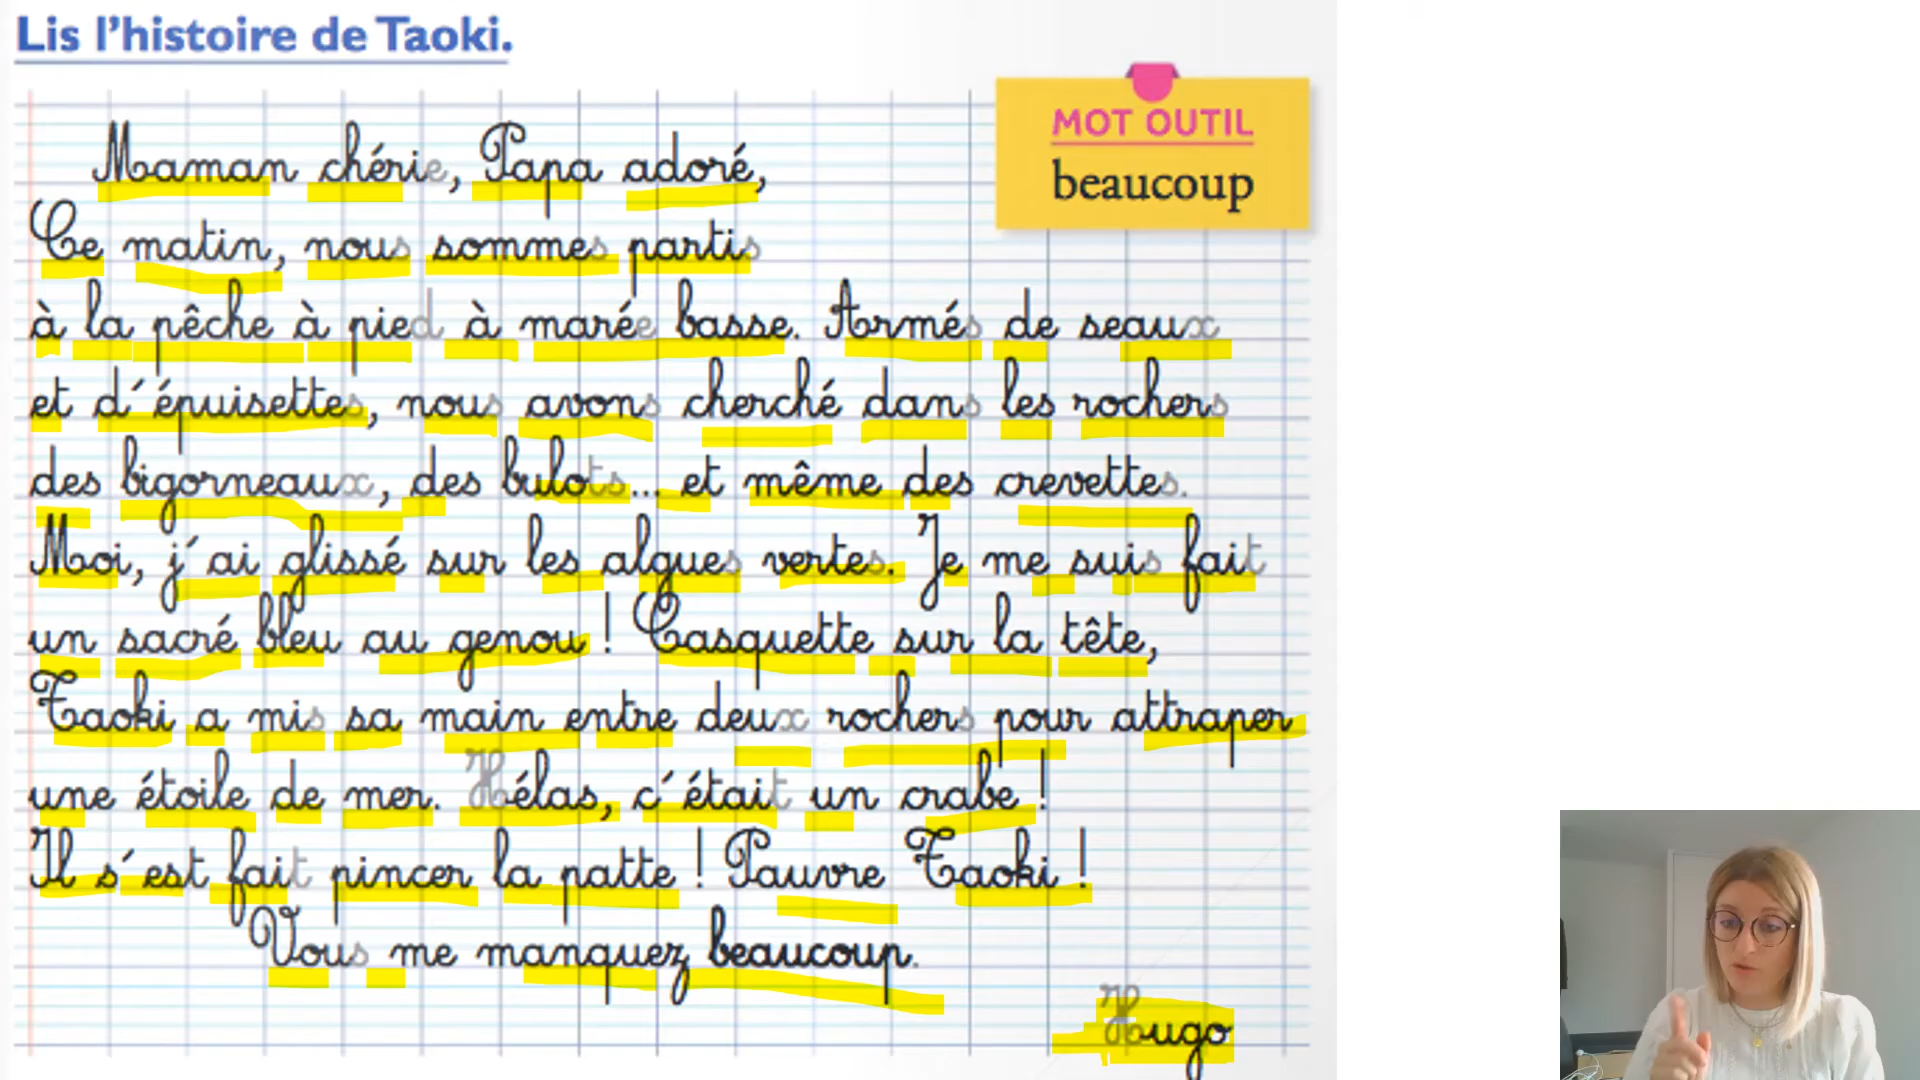 Lis l'histoire de Taoki.
MOT OUTIL
beaucoup
Maman chérie, Papa adoré,
Ce matin, nous sommes partis
à la pêche à pied à marée basse. Armés de seaux
et d'épuisettes, nous avons cherché dans les rochers
des bigorneaux, des bulots... et même des crevettes.
Moi, j'ai glissé sur les algues vertes. Je me suis fait
un sacré bleu au genou ! Casquette sur la tête,
Taoki a mis sa main entre deux rochers pour attraper
une étoile de mer. Hélas, c'était un crabe !
Il s'est fait pincer la patte ! Pauvre Taoki !
Vous me manquez beaucoup.
Hugo